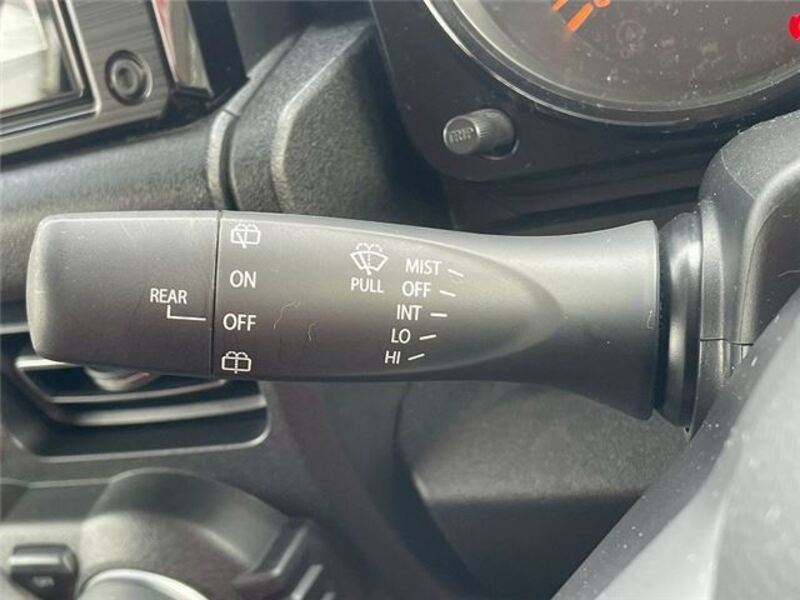 REAR
ON
OFF
PULL
MIST
OFF
INT
LO
HI
TRIP